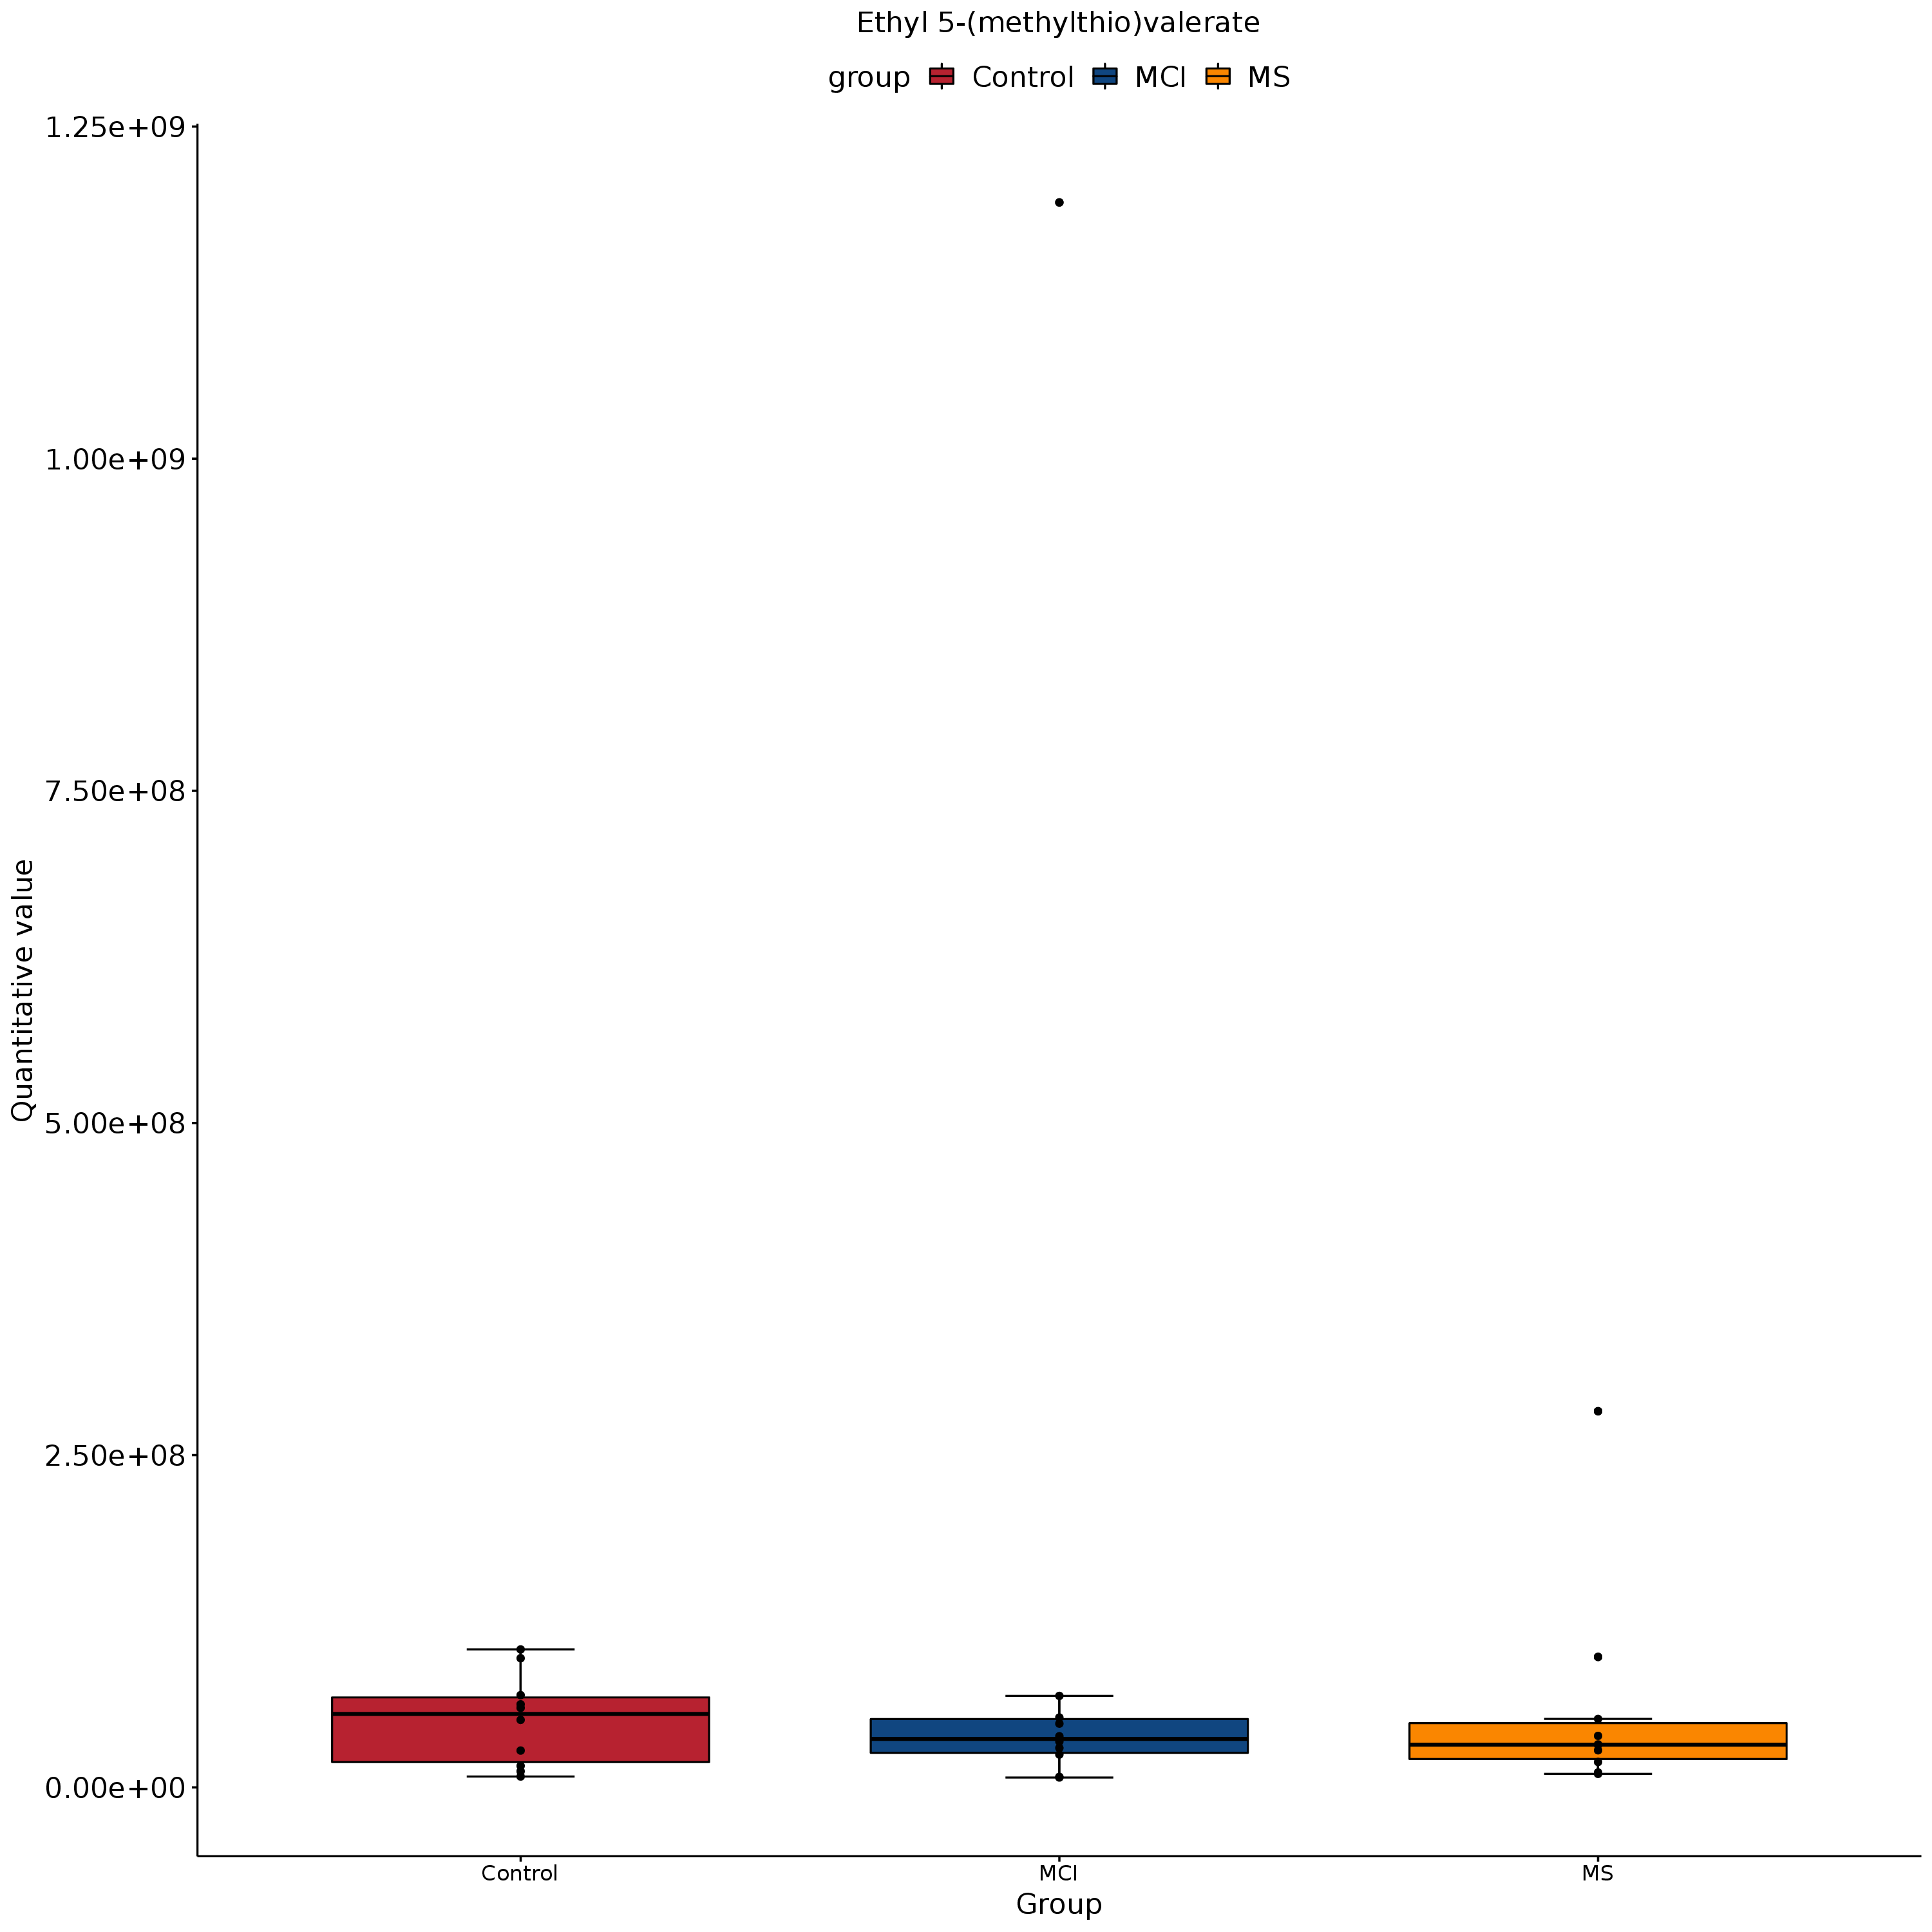 Ethyl 5-(methylthio)valerate
group Control MCI MS
1.25e+09
1.00e+09
7.50e+08
5.00e+08
2.50e+08
0.00e+00
Quantitative value
Control MCI MS
Group